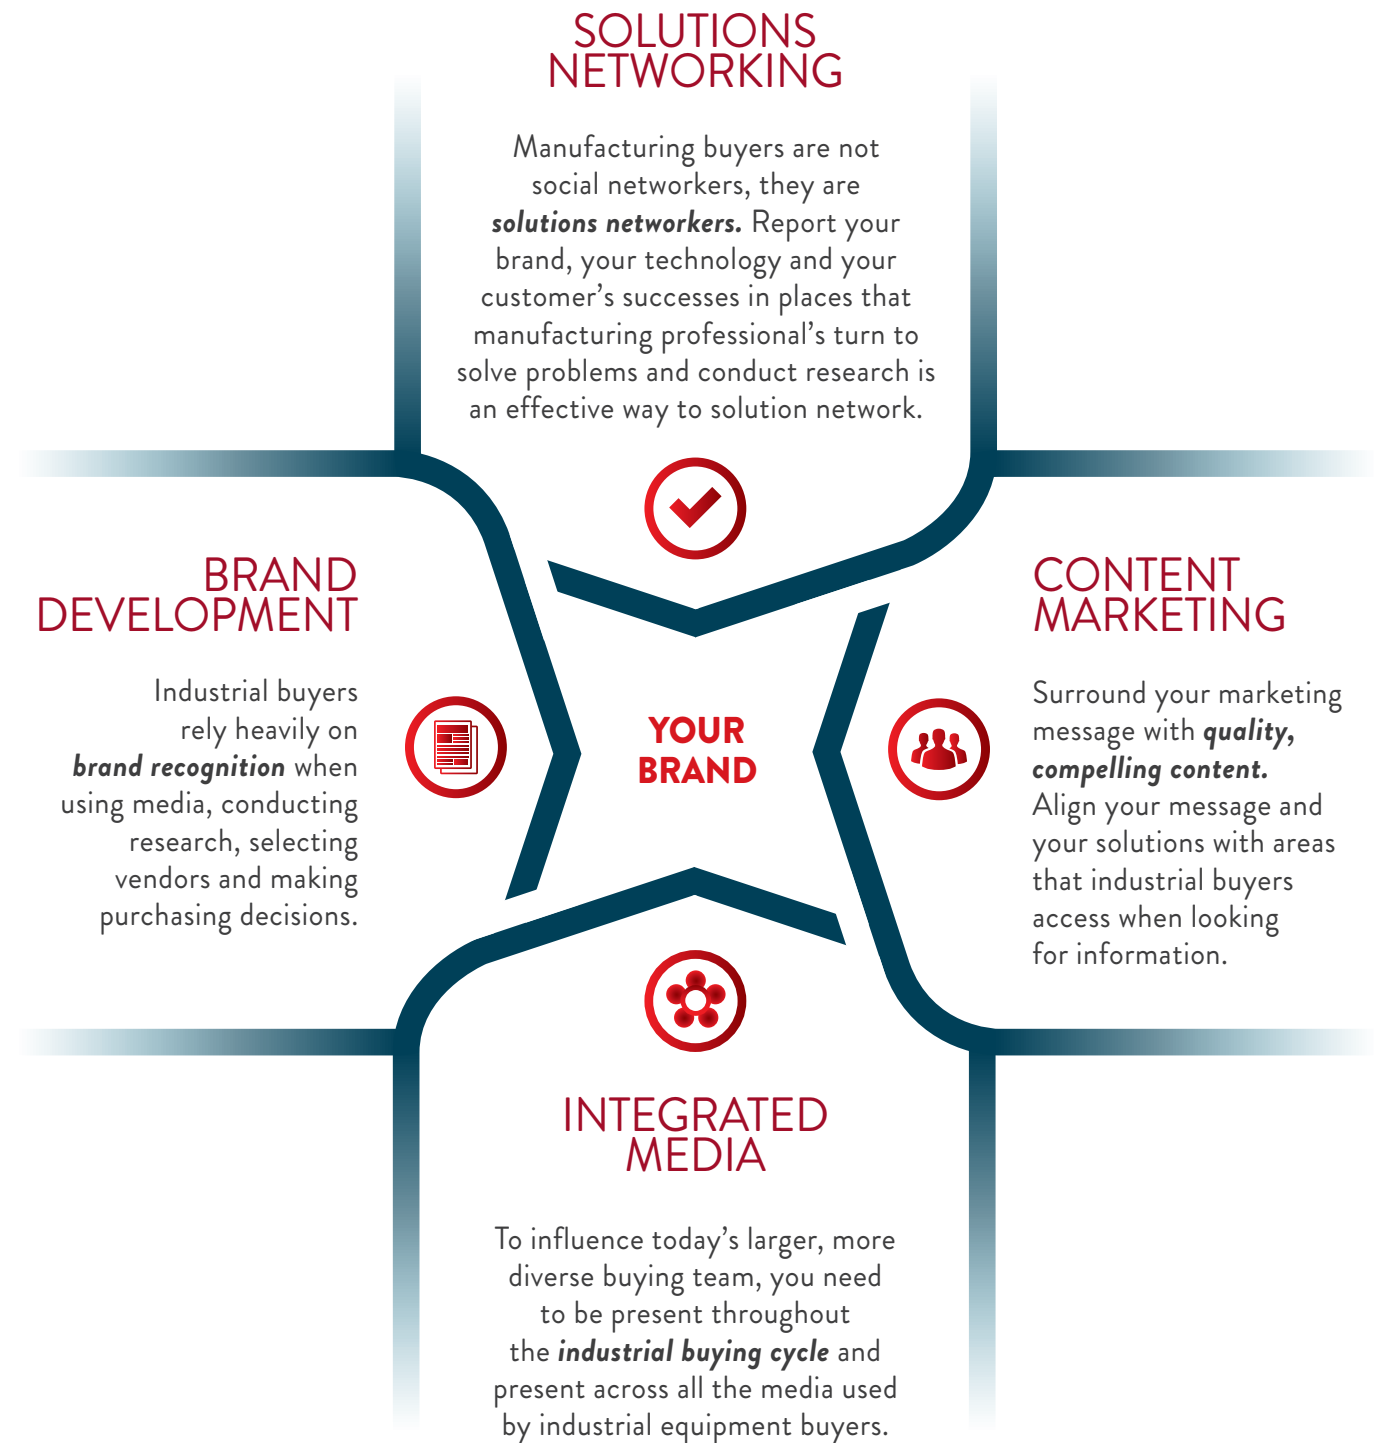 SOLUTIONS
NETWORKING
Manufacturing buyers are not
social networkers, they are
solutions networkers. Report your
brand, your technology and your
customer’s successes in places that
manufacturing professional’s turn to
solve problems and conduct research is
an effective way to solution network.
BRAND
DEVELOPMENT
Industrial buyers
rely heavily on
brand recognition when
using media, conducting
research, selecting
vendors and making
purchasing decisions.
YOUR
BRAND
CONTENT
MARKETING
Surround your marketing
message with quality,
compelling content.
Align your message and
your solutions with areas
that industrial buyers
access when looking
for information.
INTEGRATED
MEDIA
To influence today’s larger, more
diverse buying team, you need
to be present throughout
the industrial buying cycle and
present across all the media used
by industrial equipment buyers.